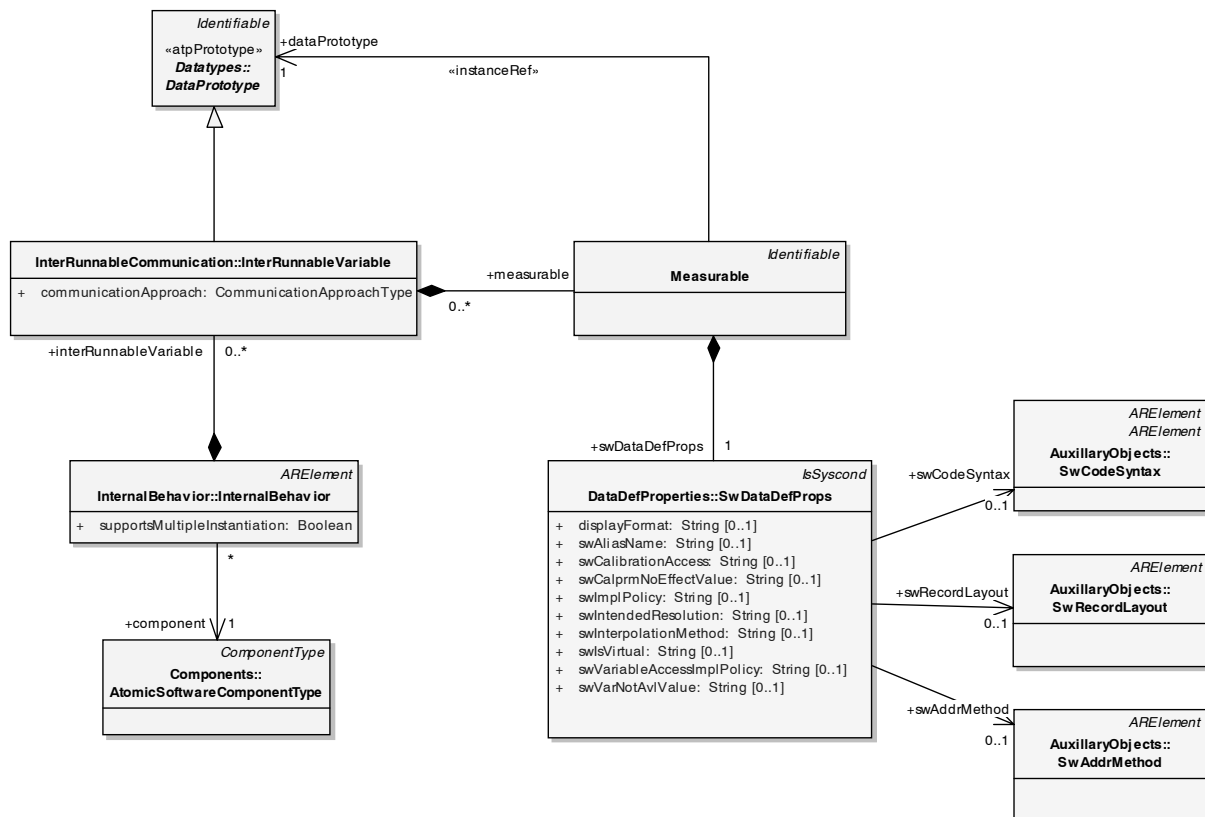 Identifiable
«atpPrototype»
Datatypes::
DataPrototype
+dataPrototype
1
«instanceRef»
InterRunnableCommunication::InterRunnableVariable
+ communicationApproach: CommunicationApproachType
+measurable
0..*
Identifiable
Measurable
+interRunnableVariable
0..*
+swDataDefProps
1
ARElement
InternalBehavior::InternalBehavior
+ supportsMultipleInstantiation: Boolean
*
+component
1
ComponentType
Components::
AtomicSoftwareComponentType
IsSyscond
DataDefProperties::SwDataDefProps
+ displayFormat: String [0..1]
+ swAliasName: String [0..1]
+ swCalibrationAccess: String [0..1]
+ swCalprmNoEffectValue: String [0..1]
+ swImplPolicy: String [0..1]
+ swIntendedResolution: String [0..1]
+ swInterpolationMethod: String [0..1]
+ swIsVirtual: String [0..1]
+ swVariableAccessImplPolicy: String [0..1]
+ swVarNotAvlValue: String [0..1]
+swCodeSyntax
0..1
ARElement
ARElement
AuxillaryObjects::
SwCodeSyntax
+swRecordLayout
0..1
ARElement
AuxillaryObjects::
SwRecordLayout
+swAddrMethod
0..1
ARElement
AuxillaryObjects::
SwAddrMethod